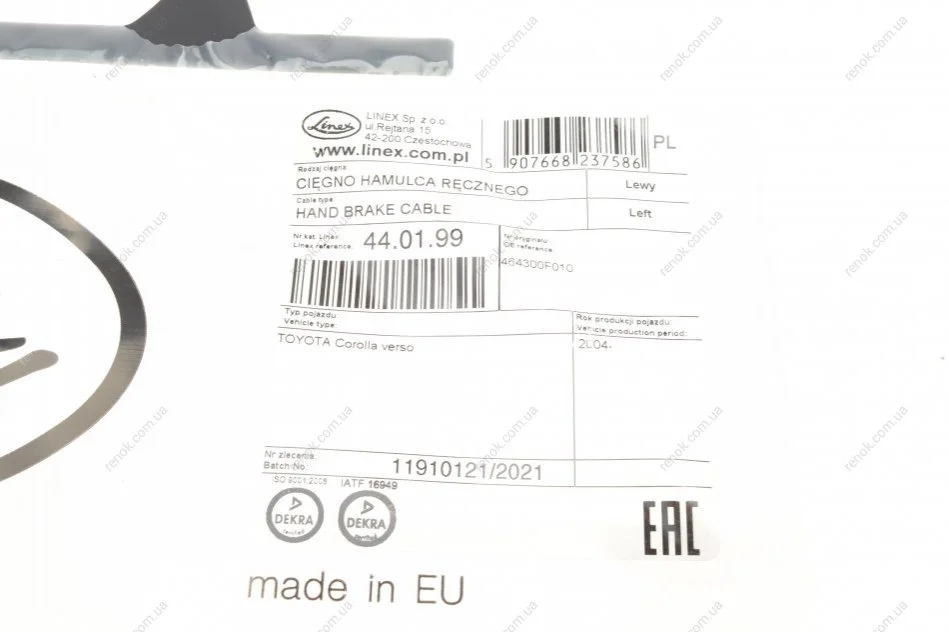 Linex
LINEX Sp. z o.o.
ul.Rejtana 15
42-200 Częstochowa
www.linex.com.pl
5 907668 237586
PL
Rodzaj cięgna:
CIĘGNO HAMULCA RĘCZNEGO
Lewy
Cable type
HAND BRAKE CABLE
Left
Nr kat. Linex
Linex reference.
44.01.99
Nr oryginału
OE reference
464300F010
Typ pojazdu:
Vehicle type:
Rok produkcji pojazdu:
Vehicle production period:
TOYOTA Corolla verso
2004-
Nr zlecenia:
Batch No:
11910121/2021
ISO 9001:2008
IATF 16949
DEKRA
DEKRA
EAC
made in EU
renok.com.ua